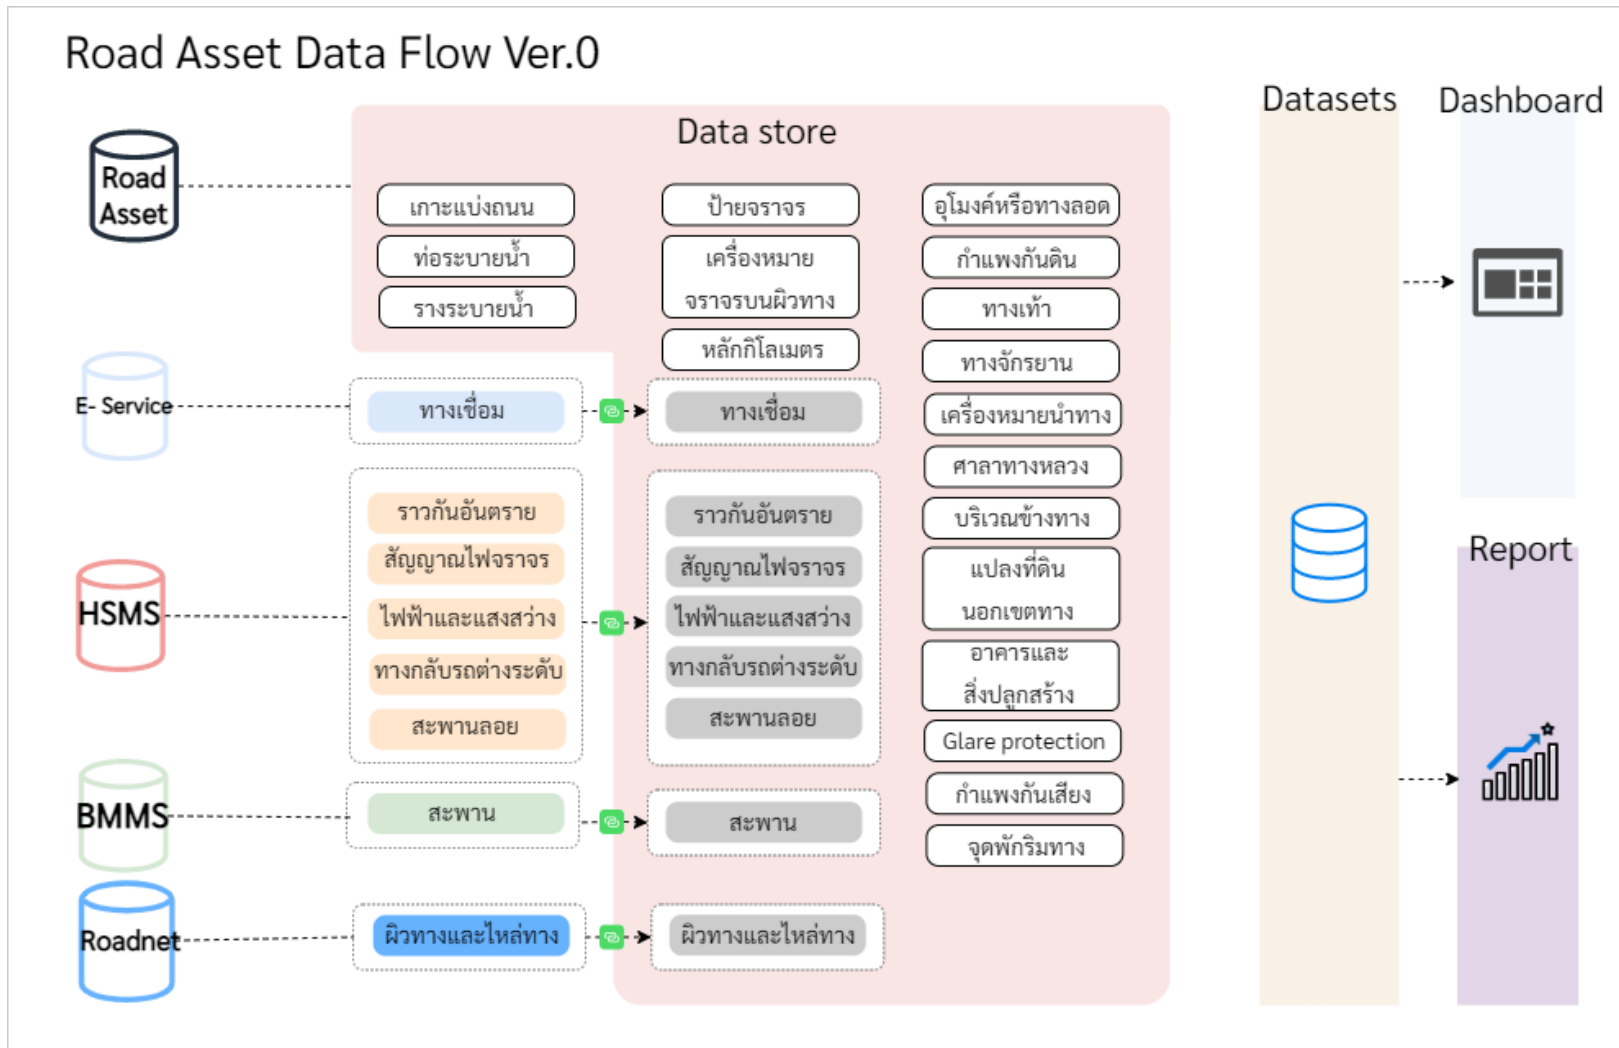 Road Asset Data Flow Ver.0
Datasets
Dashboard
Data store
Road
Asset
เกาะแบ่งถนน
ท่อระบายน้ำ
รางระบายน้ำ
ป้ายจราจร
เครื่องหมาย
จราจรบนผิวทาง
หลักกิโลเมตร
อุโมงค์หรือทางลอด
กำแพงกันดิน
ทางเท้า
ทางจักรยาน
เครื่องหมายนำทาง
ศาลาทางหลวง
บริเวณข้างทาง
แปลงที่ดิน
นอกเขตทาง
อาคารและ
สิ่งปลูกสร้าง
Glare protection
กำแพงกันเสียง
จุดพักริมทาง
E- Service
ทางเชื่อม
ทางเชื่อม
HSMS
ราวกันอันตราย
สัญญาณไฟจราจร
ไฟฟ้าและแสงสว่าง
ทางกลับรถต่างระดับ
สะพานลอย
ราวกันอันตราย
สัญญาณไฟจราจร
ไฟฟ้าและแสงสว่าง
ทางกลับรถต่างระดับ
สะพานลอย
BMMS
สะพาน
สะพาน
Roadnet
ผิวทางและไหล่ทาง
ผิวทางและไหล่ทาง
Report